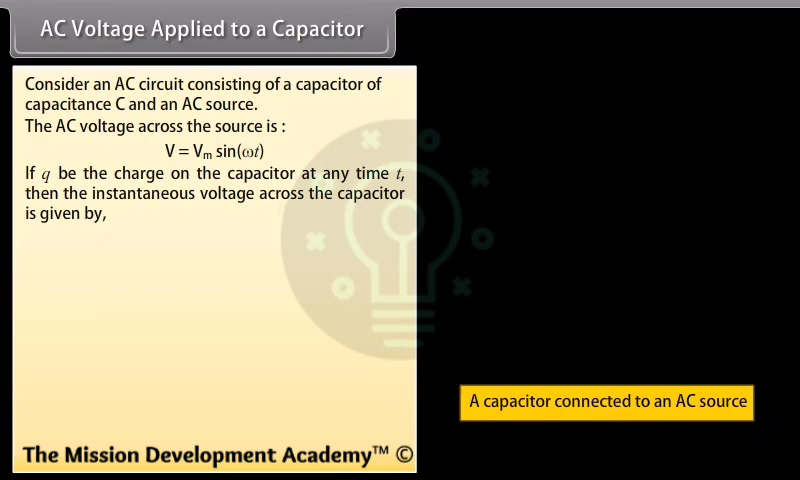 AC Voltage Applied to a Capacitor
Consider an AC circuit consisting of a capacitor of
capacitance C and an AC source.
The AC voltage across the source is :
V = Vₘ sin(ωt)
If q be the charge on the capacitor at any time t,
then the instantaneous voltage across the capacitor
is given by,
A capacitor connected to an AC source
The Mission Development Academy™ ©